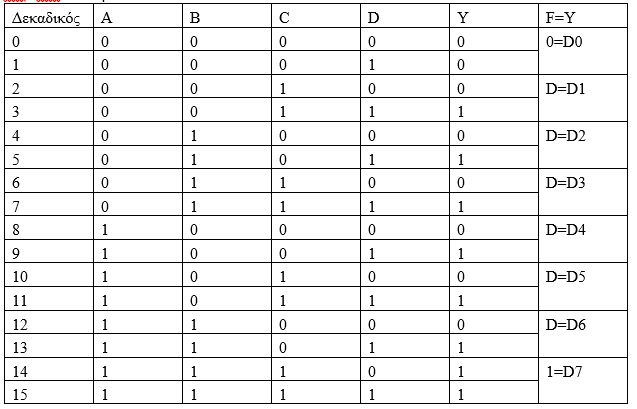 Δεκαδικός A B C D Y F=Y
0 0 0 0 0 0 0=D0
1 0 0 0 1 0
2 0 0 1 0 0 D=D1
3 0 0 1 1 1
4 0 1 0 0 0 D=D2
5 0 1 0 1 1
6 0 1 1 0 0 D=D3
7 0 1 1 1 1
8 1 0 0 0 0 D=D4
9 1 0 0 1 1
10 1 0 1 0 0 D=D5
11 1 0 1 1 1
12 1 1 0 0 0 D=D6
13 1 1 0 1 1
14 1 1 1 0 1 1=D7
15 1 1 1 1 1